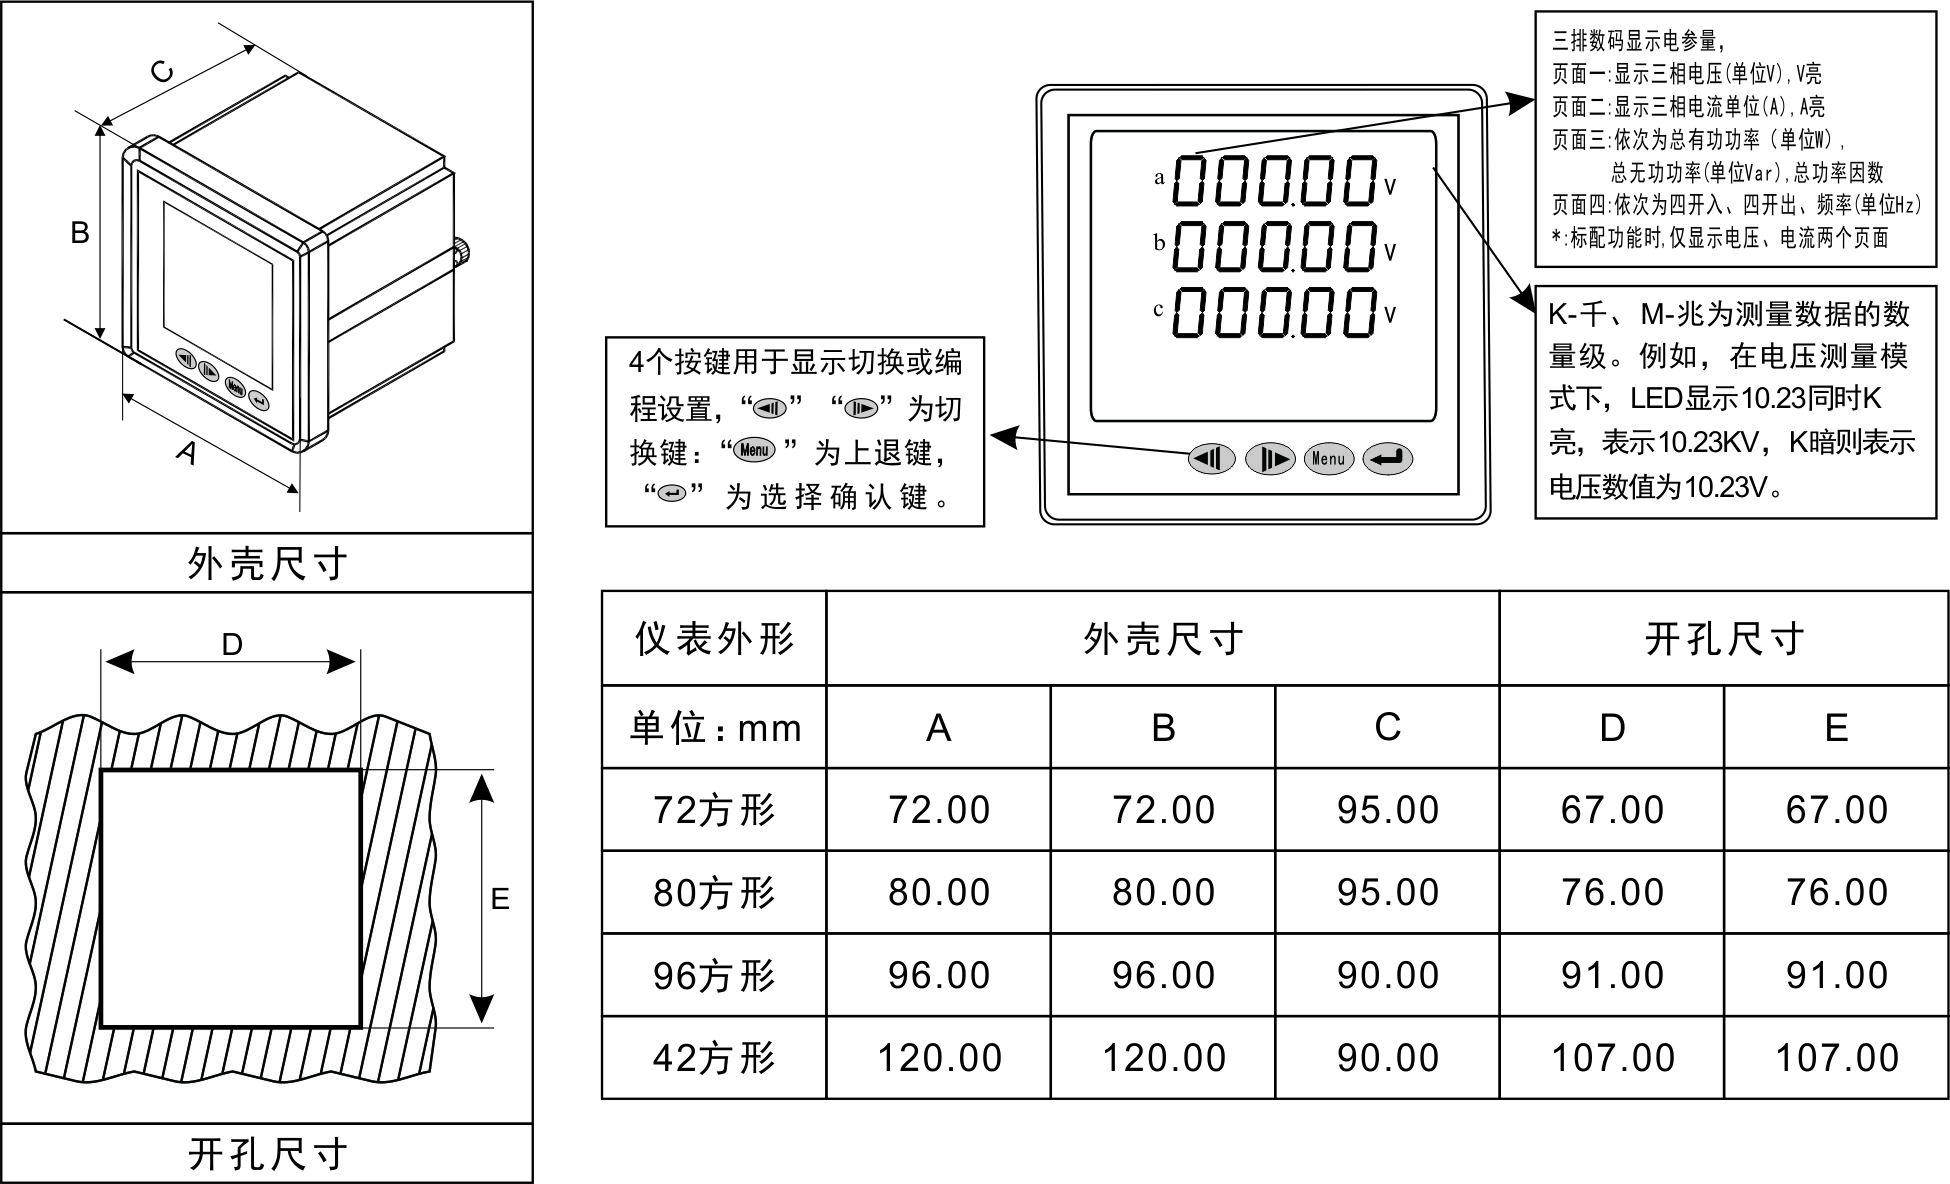 C
B
A
Menu
外壳尺寸
D
E
开孔尺寸
4个按键用于显示切换或编
程设置，“ ” “ ” 为切
换键：“Menu ” 为上退键，
“ ” 为选择确认键。
a 000.00 V
b 000.00 V
c 000.00 V
Menu
三排数码显示电参量，
页面一:显示三相电压(单位V),V亮
页面二:显示三相电流单位(A),A亮
页面三:依次为总有功功率（单位W),
总无功功率(单位Var),总功率因数
页面四:依次为四开入、四开出、频率(单位Hz)
*:标配功能时,仅显示电压、电流两个页面
K-千、M-兆为测量数据的数
量级。例如，在电压测量模
式下，LED显示10.23同时K
亮，表示10.23KV，K暗则表示
电压数值为10.23V。
仪表外形 外壳尺寸 开孔尺寸
单位：mm A B C D E
72方形 72.00 72.00 95.00 67.00 67.00
80方形 80.00 80.00 95.00 76.00 76.00
96方形 96.00 96.00 90.00 91.00 91.00
42方形 120.00 120.00 90.00 107.00 107.00